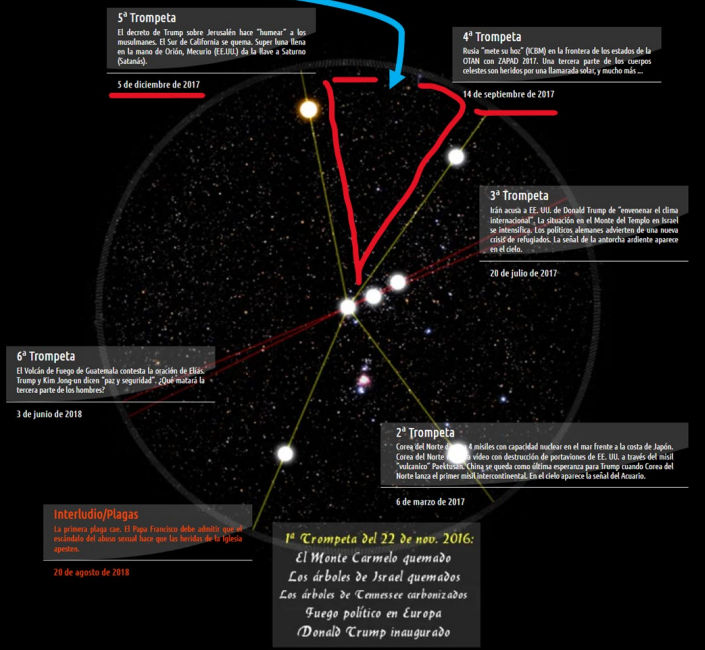 5ª Trompeta
El decreto de Trump sobre Jerusalén hace "humear" a los
musulmanes. El Sur de California se quema. Super luna llena
en la mano de Orión, Mecurio (EE.UU.) da la llave a Saturno
(Satanás).
5 de diciembre de 2017
4ª Trompeta
Rusia "mete su hoz" (ICBM) en la frontera de los estados de la
OTAN con ZAPAD 2017. Una tercera parte de los cuerpos
celestes son heridos por una llamarada solar, y mucho más ...
14 de septiembre de 2017
3ª Trompeta
Irán acusa a EE. UU. de Donald Trump de "envenenar el clima
internacional". La situación en el Monte del Templo en Israel
se intensifica. Los políticos alemanes advierten de una nueva
crisis de refugiados. La señal de la antorcha ardiente aparece
en el cielo.
20 de julio de 2017
6ª Trompeta
El Volcán de Fuego de Guatemala contesta la oración de Elías.
Trump y Kim Jong-un dicen "paz y seguridad". ¿Qué matará la
tercera parte de los hombres?
3 de junio de 2018
2ª Trompeta
Corea del Norte 4 misiles con capacidad nuclear en el mar frente a la costa de Japón.
Corea del Norte video con destrucción de portaviones de EE. UU. a través del misil
"vulcanico" Paektusan. China se queda como última esperanza para Trump cuando Corea del
Norte lanza el primer misil intercontinental. En el cielo aparece la señal del Acuario.
6 de marzo de 2017
Interludio/Plagas
La primera plaga cae. El Papa Francisco debe admitir que el
escándalo del abuso sexual hace que las heridas de la Iglesia
apesten.
20 de agosto de 2018
1ª Trompeta del 22 de nov. 2016:
El Monte Carmelo quemado
Los árboles de Israel quemados
Los árboles de Tennessee carbonizados
Fuego político en Europa
Donald Trump inaugurado